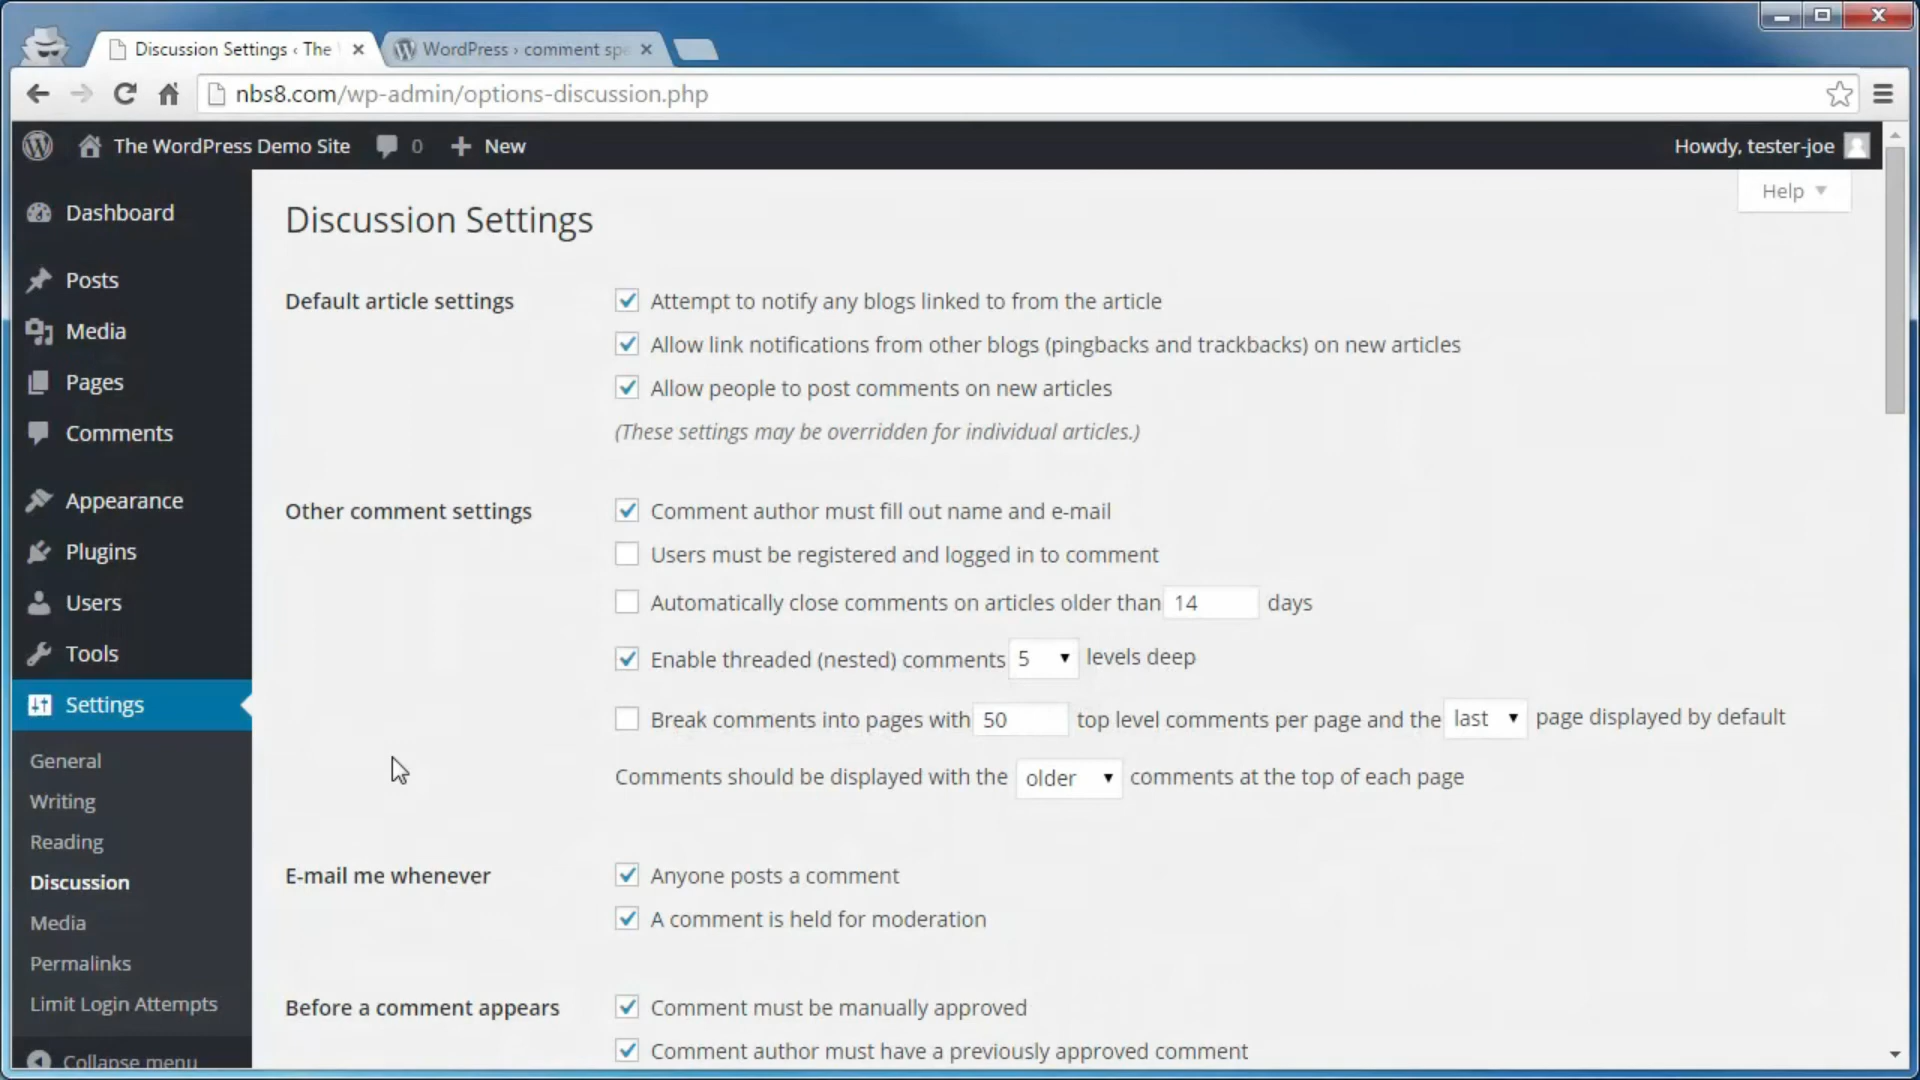 Discussion Settings ‹ The
WordPress › comment spe
nbs8.com/wp-admin/options-discussion.php
The WordPress Demo Site 0 New
Howdy, tester-joe
Help
Dashboard
Posts
Media
Pages
Comments
Appearance
Plugins
Users
Tools
Settings
General
Writing
Reading
Discussion
Media
Permalinks
Limit Login Attempts
Collapse menu
Discussion Settings
Default article settings
Attempt to notify any blogs linked to from the article
Allow link notifications from other blogs (pingbacks and trackbacks) on new articles
Allow people to post comments on new articles
(These settings may be overridden for individual articles.)
Other comment settings
Comment author must fill out name and e-mail
Users must be registered and logged in to comment
Automatically close comments on articles older than 14 days
Enable threaded (nested) comments 5 levels deep
Break comments into pages with 50 top level comments per page and the last page displayed by default
Comments should be displayed with the older comments at the top of each page
E-mail me whenever
Anyone posts a comment
A comment is held for moderation
Before a comment appears
Comment must be manually approved
Comment author must have a previously approved comment